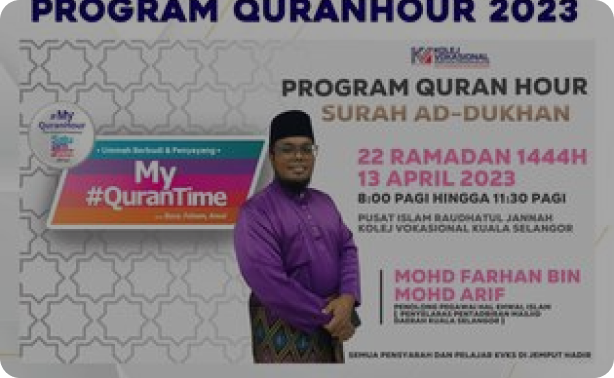 PROGRAM QURANHOUR 2023
KOLEJ
VOKASIONAL
PROGRAM QURAN HOUR
SURAH AD-DUKHAN
#My
QuranHour
• Ummah Berbudi & Penyayang •
My
#QuranTime
Baca, Faham, Amal
22 RAMADAN 1444H
13 APRIL 2023
8:00 PAGI HINGGA 11:30 PAGI
PUSAT ISLAM RAUDHATUL JANNAH
KOLEJ VOKASIONAL KUALA SELANGOR
MOHD FARHAN BIN
MOHD ARIF
PENOLONG PEGAWAI HAL EHWAL ISLAM
[ PENYELARAS PENTADBIRAN MASJID
DAERAH KUALA SELANGOR ]
SEMUA PENSYARAH DAN PELAJAR KVKS DI JEMPUT HADIR